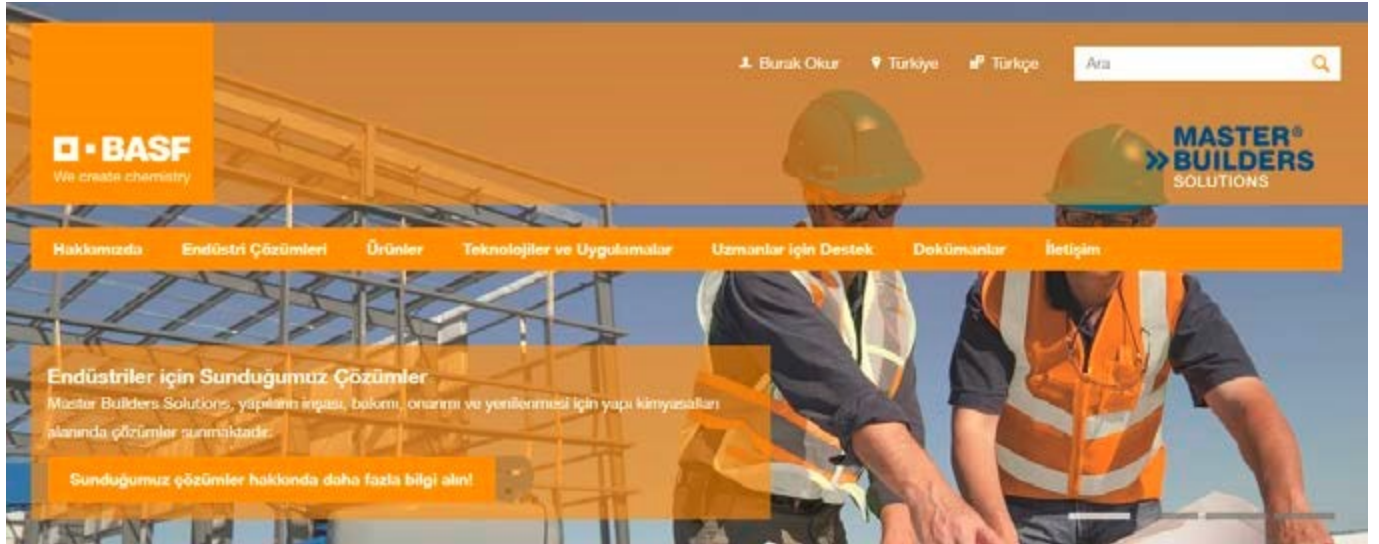 Burak Okur Türkiye Türkçe Ara
BASF
We create chemistry
MASTER®
BUILDERS
SOLUTIONS
Hakkımızda Endüstri Çözümleri Ürünler Teknolojiler ve Uygulamalar Uzmanlar için Destek Dokümanlar İletişim
Endüstriler için Sunduğumuz Çözümler
Master Builders Solutions, yapıların inşası, bakımı, onarımı ve yenilenmesi için yapı kimyasalları
alanında çözümler sunmaktadır.
Sunduğumuz çözümler hakkında daha fazla bilgi alın!